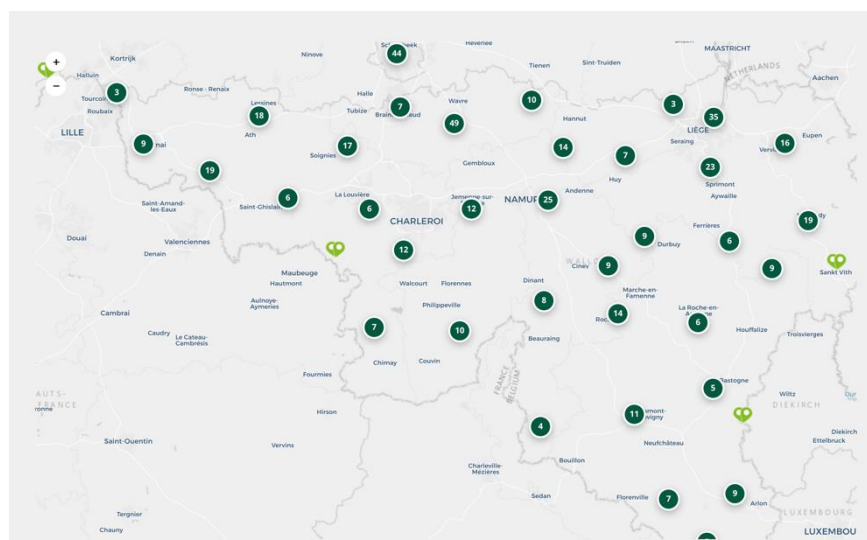 44
Hevenee
MAASTRICHT
Kortrijk
Ninove
+
Tienen
Sint-Truiden
NETHERLANDS
Aachen
Halluin
−
Tourcoing
3
Roubaix
Ronse - Renaix
Halle
Lessines
18
Tubize
7
Wavre
49
10
Hannut
3
35
LIÈGE
LILLE
9
Ath
17
Soignies
Gembloux
14
7
Seraing
16
Eupen
19
23
Huy
Sprimont
Aywaille
Andenne
Saint-Amand-
les-Eaux
Saint-Ghislain
6
La Louvière
6
CHARLEROI
12
NAMUR
25
19
Douai
Valenciennes
Denain
12
9
Durbuy
Ferrières
6
WALLO
Ciney
9
9
Sankt Vith
Maubeuge
Hautmont
Walcourt
Florennes
Dinant
8
Marche-en-
Famenne
Aulnoye-
Aymeries
Philippeville
14
La Roche-en-
6
Houffalize
Troisvierges
Cambrai
Caudry
Le Cateau-
Cambrésis
7
10
Beauraing
Chimay
Couvin
Fourmies
FRANCE
BELGIUM
5
Bastogne
Wiltz
DIEKIRCH
AUTS-
FRANCE
Hirson
4
11
Neufchâteau
Diekirch
Ettelbruck
Saint-Quentin
Vervins
Charleville-
Mézières
Bouillon
Sedan
Florenville
7
9
Arlon
Tergnier
Chauny
LUXEMBOURG
LUXEMBOU